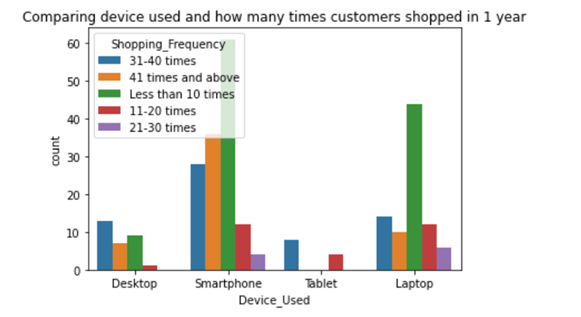 Comparing device used and how many times customers shopped in 1 year
Shopping_Frequency
31-40 times
41 times and above
Less than 10 times
11-20 times
21-30 times
60
50
40
30
20
10
0
count
Desktop Smartphone Tablet Laptop
Device_Used